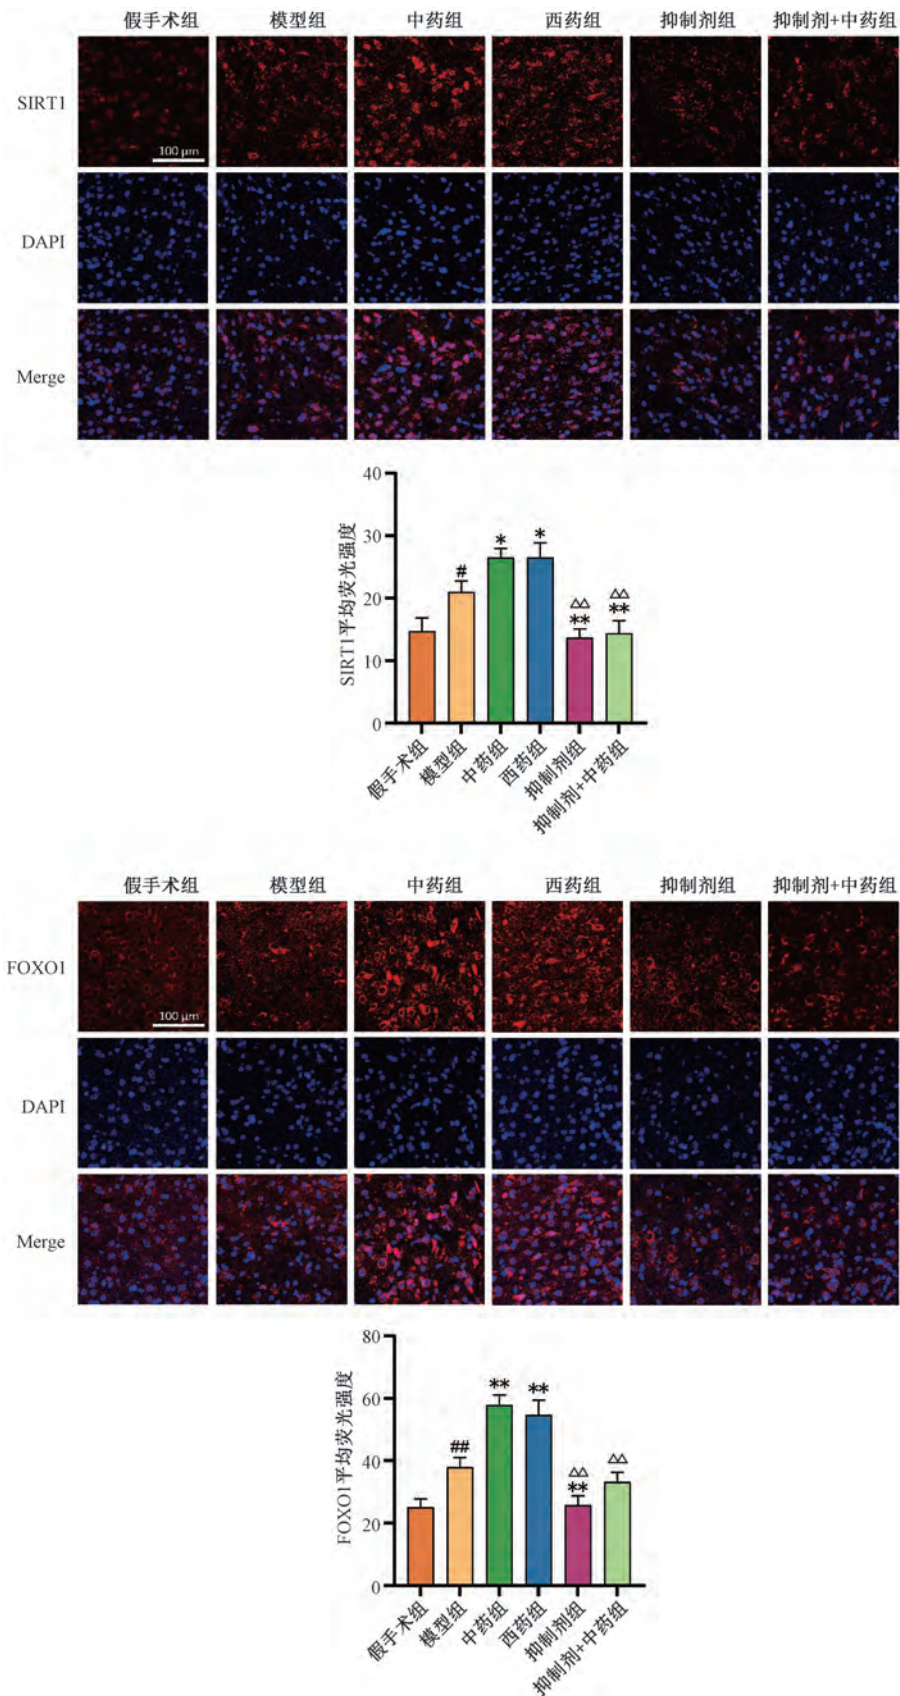 假手术组 模型组 中药组 西药组 抑制剂组 抑制剂+中药组
SIRT1
100 μm
DAPI
Merge
SIRT1平均荧光强度
40
30
20
10
0
#
*
*
△△
**
△△
**
假手术组
模型组
中药组
西药组
抑制剂组
抑制剂+中药组
假手术组 模型组 中药组 西药组 抑制剂组 抑制剂+中药组
FOXO1
100 μm
DAPI
Merge
FOXO1平均荧光强度
80
60
40
20
0
##
**
**
△△
**
△△
假手术组
模型组
中药组
西药组
抑制剂组
抑制剂+中药组